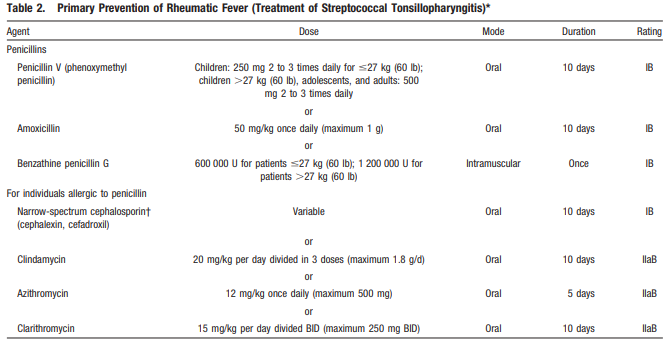 Table 2. Primary Prevention of Rheumatic Fever (Treatment of Streptococcal Tonsillopharyngitis)*
Agent Dose Mode Duration Rating
Penicillins
Penicillin V (phenoxymethyl penicillin) Children: 250 mg 2 to 3 times daily for ≤27 kg (60 lb); children >27 kg (60 lb), adolescents, and adults: 500 mg 2 to 3 times daily Oral 10 days IB
or
Amoxicillin 50 mg/kg once daily (maximum 1 g) Oral 10 days IB
or
Benzathine penicillin G 600 000 U for patients ≤27 kg (60 lb); 1 200 000 U for patients >27 kg (60 lb) Intramuscular Once IB
For individuals allergic to penicillin
Narrow-spectrum cephalosporin† (cephalexin, cefadroxil) Variable Oral 10 days IB
or
Clindamycin 20 mg/kg per day divided in 3 doses (maximum 1.8 g/d) Oral 10 days IIaB
or
Azithromycin 12 mg/kg once daily (maximum 500 mg) Oral 5 days IIaB
or
Clarithromycin 15 mg/kg per day divided BID (maximum 250 mg BID) Oral 10 days IIaB